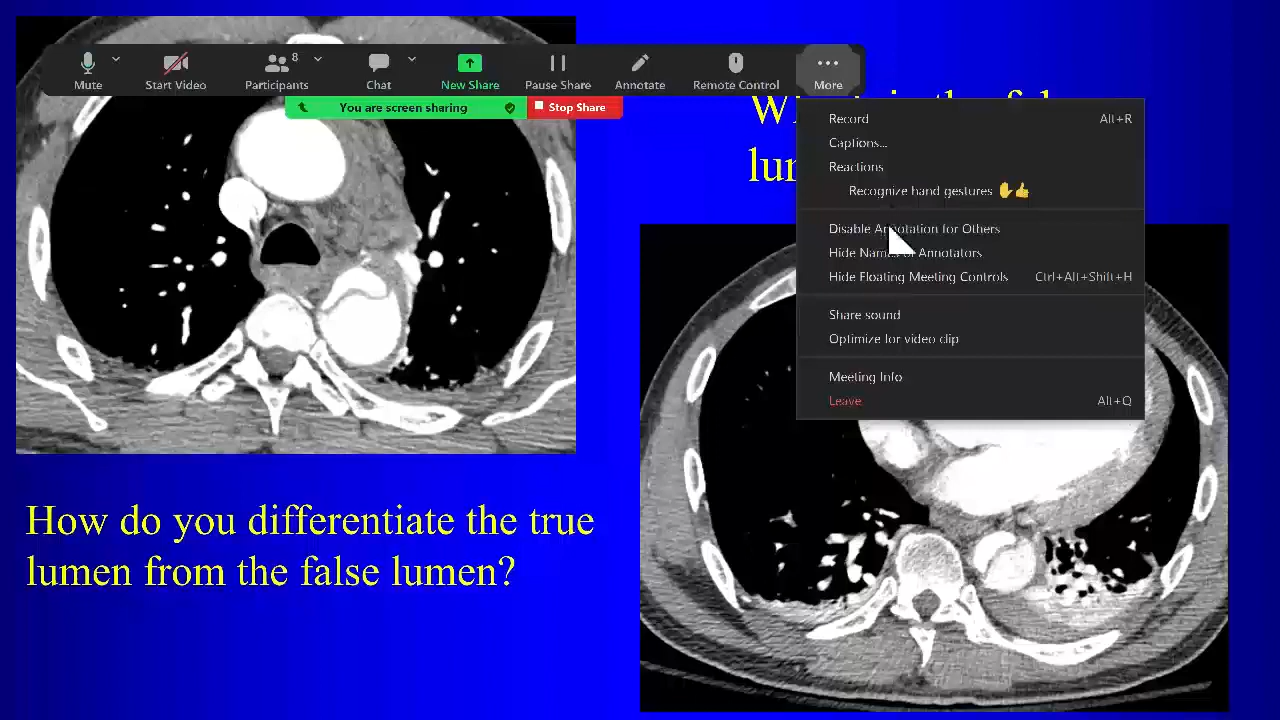 8
Mute
Start Video
Participants
Chat
New Share
Pause Share
Annotate
Remote Control
More
You are screen sharing
Stop Share
Record Alt+R
Captions...
Reactions
Recognize hand gestures ✋👍
Disable Annotation for Others
Hide Names of Annotators
Hide Floating Meeting Controls Ctrl+Alt+Shift+H
Share sound
Optimize for video clip
Meeting Info
Leave Alt+Q
How do you differentiate the true
lumen from the false lumen?